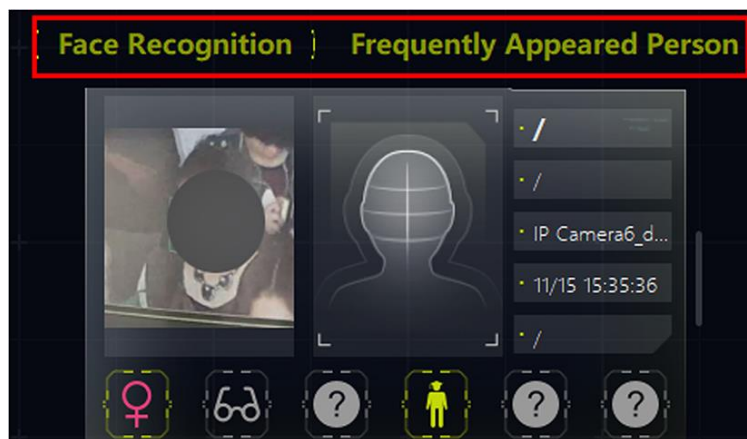 Face Recognition Frequently Appeared Person
/
/
IP Camera6_d...
11/15 15:35:36
/
? ? ?